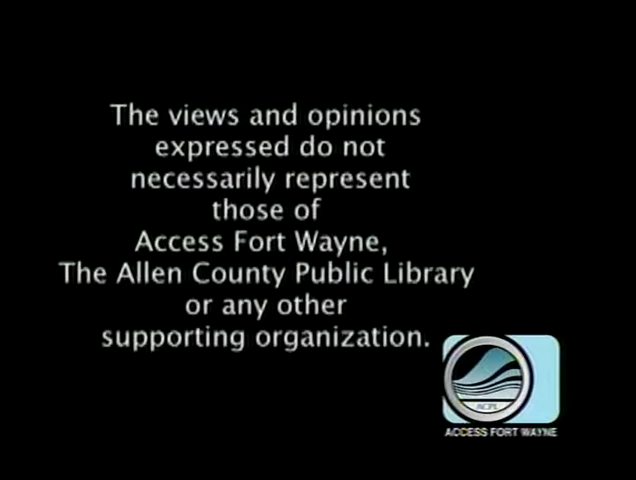 The views and opinions
expressed do not
necessarily represent
those of
Access Fort Wayne,
The Allen County Public Library
or any other
supporting organization.
ACPL
ACCESS FORT WAYNE